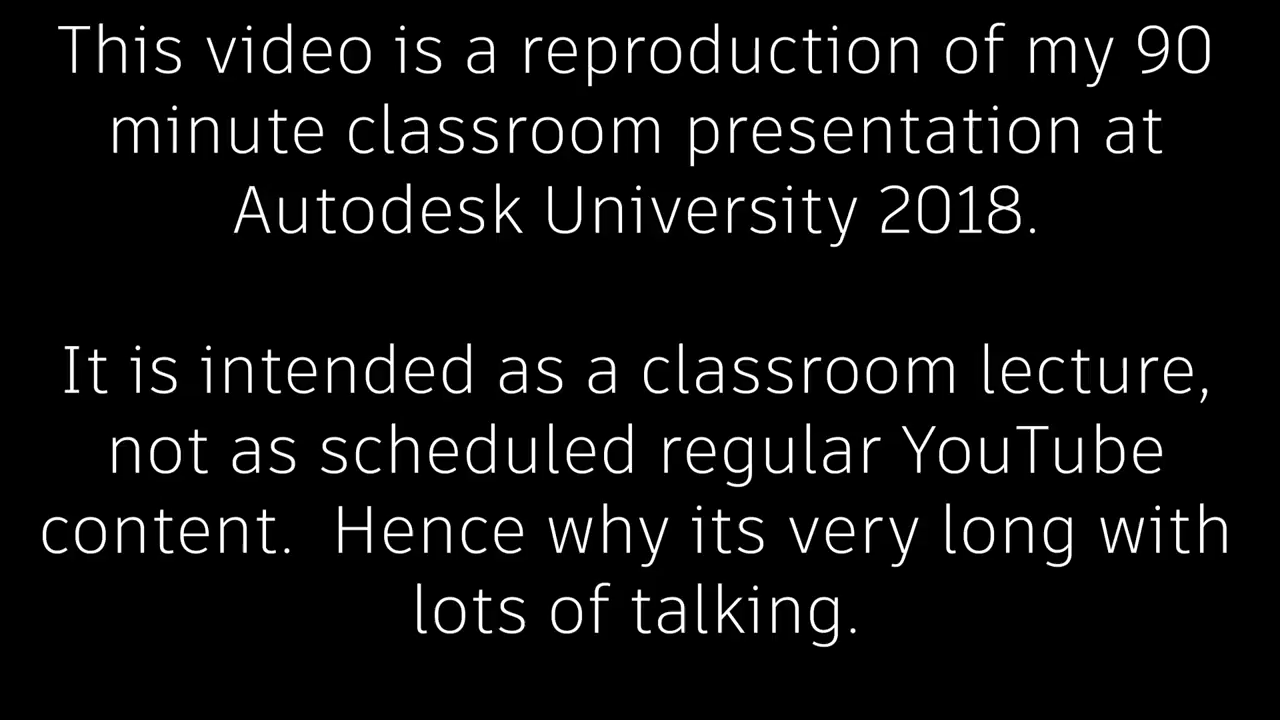 This video is a reproduction of my 90
minute classroom presentation at
Autodesk University 2018.
It is intended as a classroom lecture,
not as scheduled regular YouTube
content.  Hence why its very long with
lots of talking.